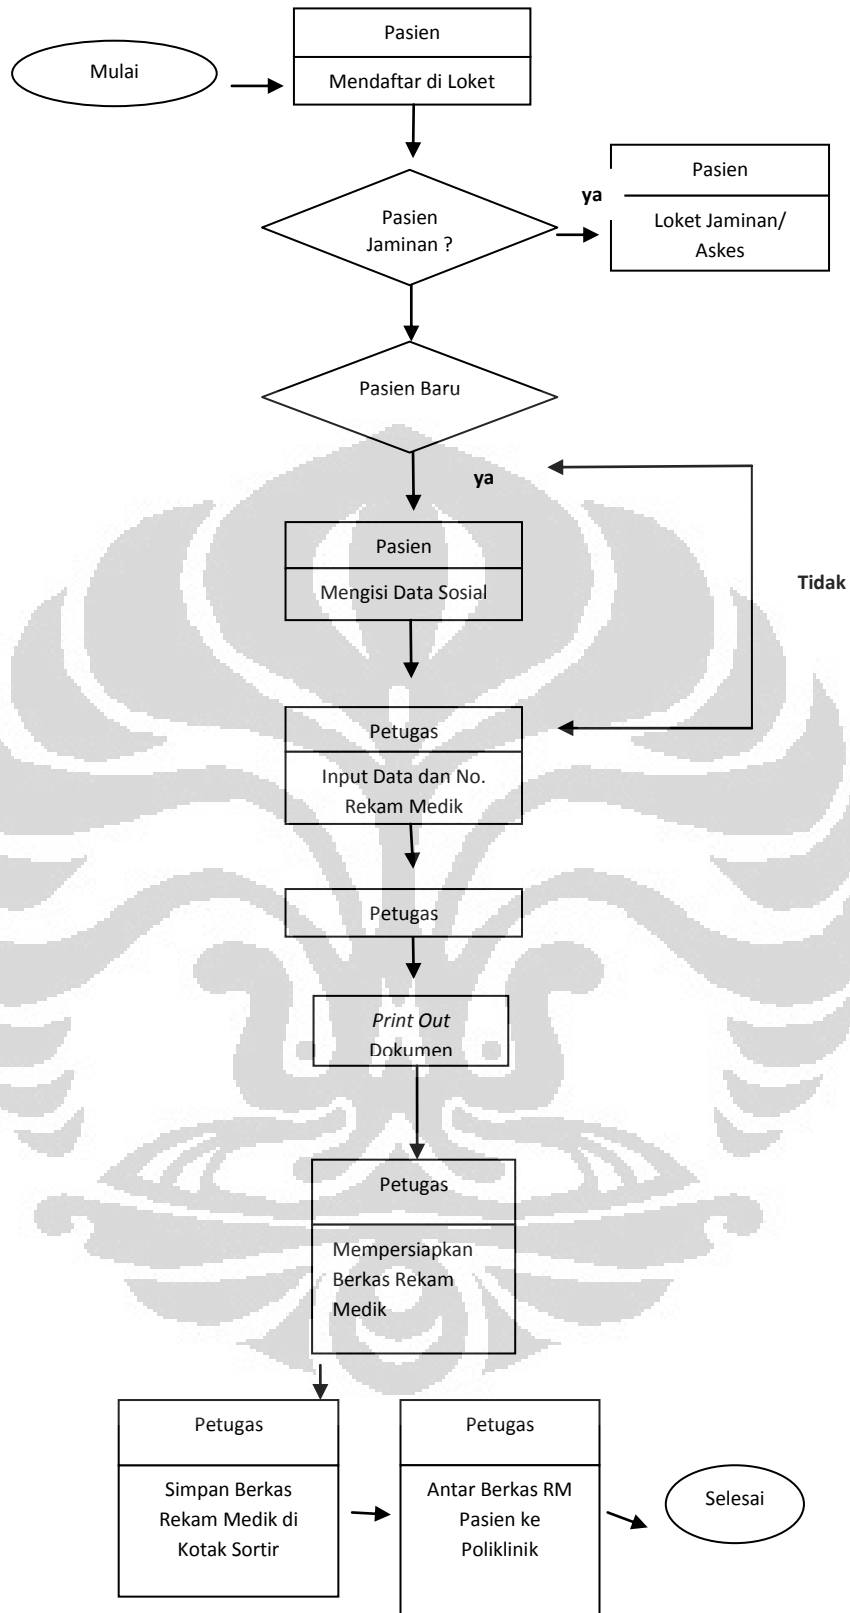 Mulai
Pasien
Mendaftar di Loket
Pasien
Jaminan ?
ya
Pasien
Loket Jaminan/
Askes
Pasien Baru
ya
Tidak
Pasien
Mengisi Data Sosial
Petugas
Input Data dan No.
Rekam Medik
Petugas
Print Out
Dokumen
Petugas
Mempersiapkan
Berkas Rekam
Medik
Petugas
Simpan Berkas
Rekam Medik di
Kotak Sortir
Petugas
Antar Berkas RM
Pasien ke
Poliklinik
Selesai